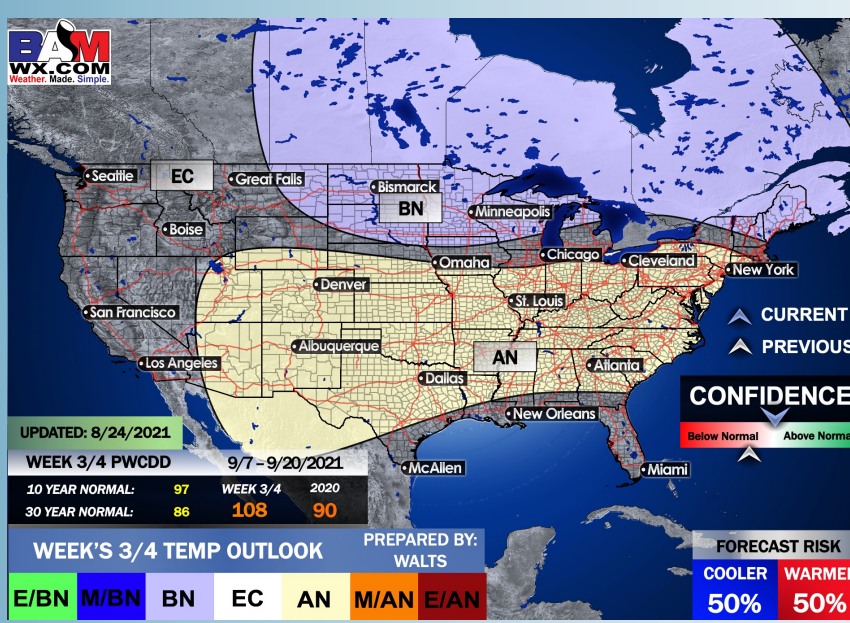 BAM
WX.COM
Weather. Made. Simple.
Seattle
EC
Great Falls
Bismarck
BN
Minneapolis
Boise
Omaha
Chicago
Cleveland
New York
Denver
San Francisco
St. Louis
CURRENT
PREVIOUS
Albuquerque
AN
Los Angeles
Dallas
Atlanta
New Orleans
McAllen
Miami
CONFIDENCE
Below Normal
Above Norma
UPDATED: 8/24/2021
WEEK 3/4 PWCDD 9/7 – 9/20/2021
10 YEAR NORMAL: 97 WEEK 3/4 2020
30 YEAR NORMAL: 86 108 90
WEEK'S 3/4 TEMP OUTLOOK
PREPARED BY:
WALTS
E/BN M/BN BN EC AN M/AN E/AN
FORECAST RISK
COOLER WARME
50% 50%